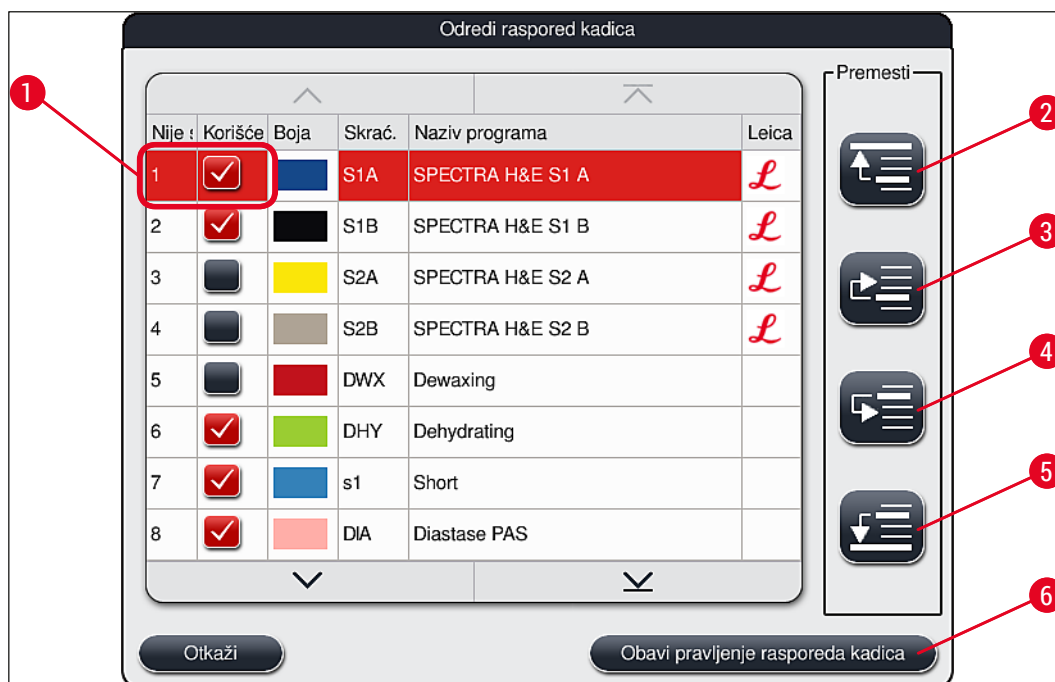 Odredi raspored kadica
Premesti
Nije s Korišće Boja Skrać. Naziv programa Leica
1 S1A SPECTRA H&E S1 A
2 S1B SPECTRA H&E S1 B
3 S2A SPECTRA H&E S2 A
4 S2B SPECTRA H&E S2 B
5 DWX Dewaxing
6 DHY Dehydrating
7 s1 Short
8 DIA Diastase PAS
Otkaži
Obavi pravljenje rasporeda kadica
1
2
3
4
5
6